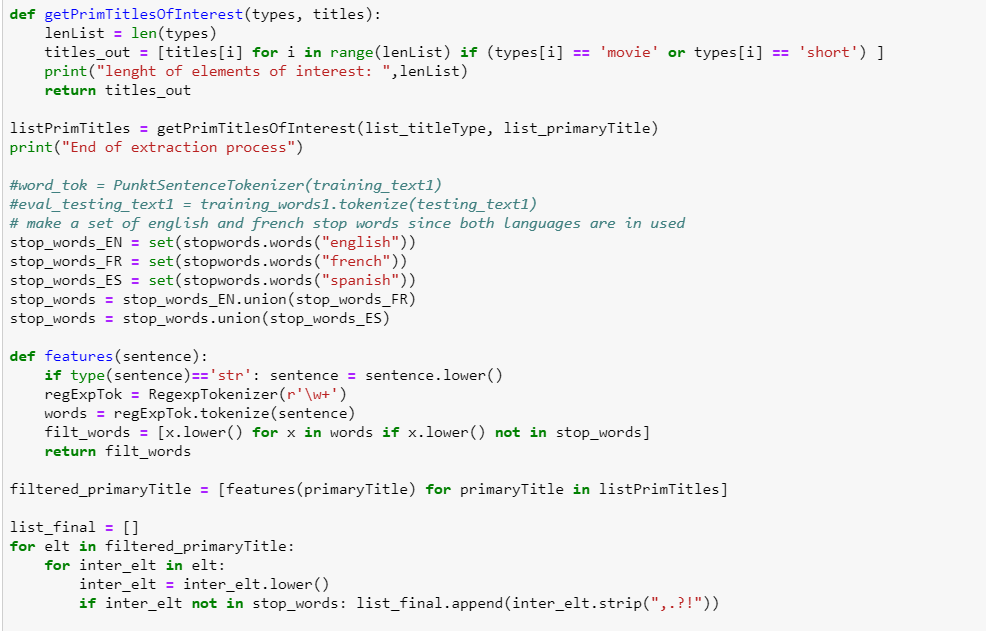 def getPrimTitlesOfInterest(types, titles):
    lenList = len(types)
    titles_out = [titles[i] for i in range(lenList) if (types[i] == 'movie' or types[i] == 'short') ]
    print("lenght of elements of interest: ",lenList)
    return titles_out

listPrimTitles = getPrimTitlesOfInterest(list_titleType, list_primaryTitle)
print("End of extraction process")

#word_tok = PunktSentenceTokenizer(training_text1)
#eval_testing_text1 = training_words1.tokenize(testing_text1)
# make a set of english and french stop words since both languages are in used
stop_words_EN = set(stopwords.words("english"))
stop_words_FR = set(stopwords.words("french"))
stop_words_ES = set(stopwords.words("spanish"))
stop_words = stop_words_EN.union(stop_words_FR)
stop_words = stop_words.union(stop_words_ES)

def features(sentence):
    if type(sentence)=='str': sentence = sentence.lower()
    regExpTok = RegexpTokenizer(r'\w+')
    words = regExpTok.tokenize(sentence)
    filt_words = [x.lower() for x in words if x.lower() not in stop_words]
    return filt_words

filtered_primaryTitle = [features(primaryTitle) for primaryTitle in listPrimTitles]

list_final = []
for elt in filtered_primaryTitle:
    for inter_elt in elt:
        inter_elt = inter_elt.lower()
        if inter_elt not in stop_words: list_final.append(inter_elt.strip(",.?!"))